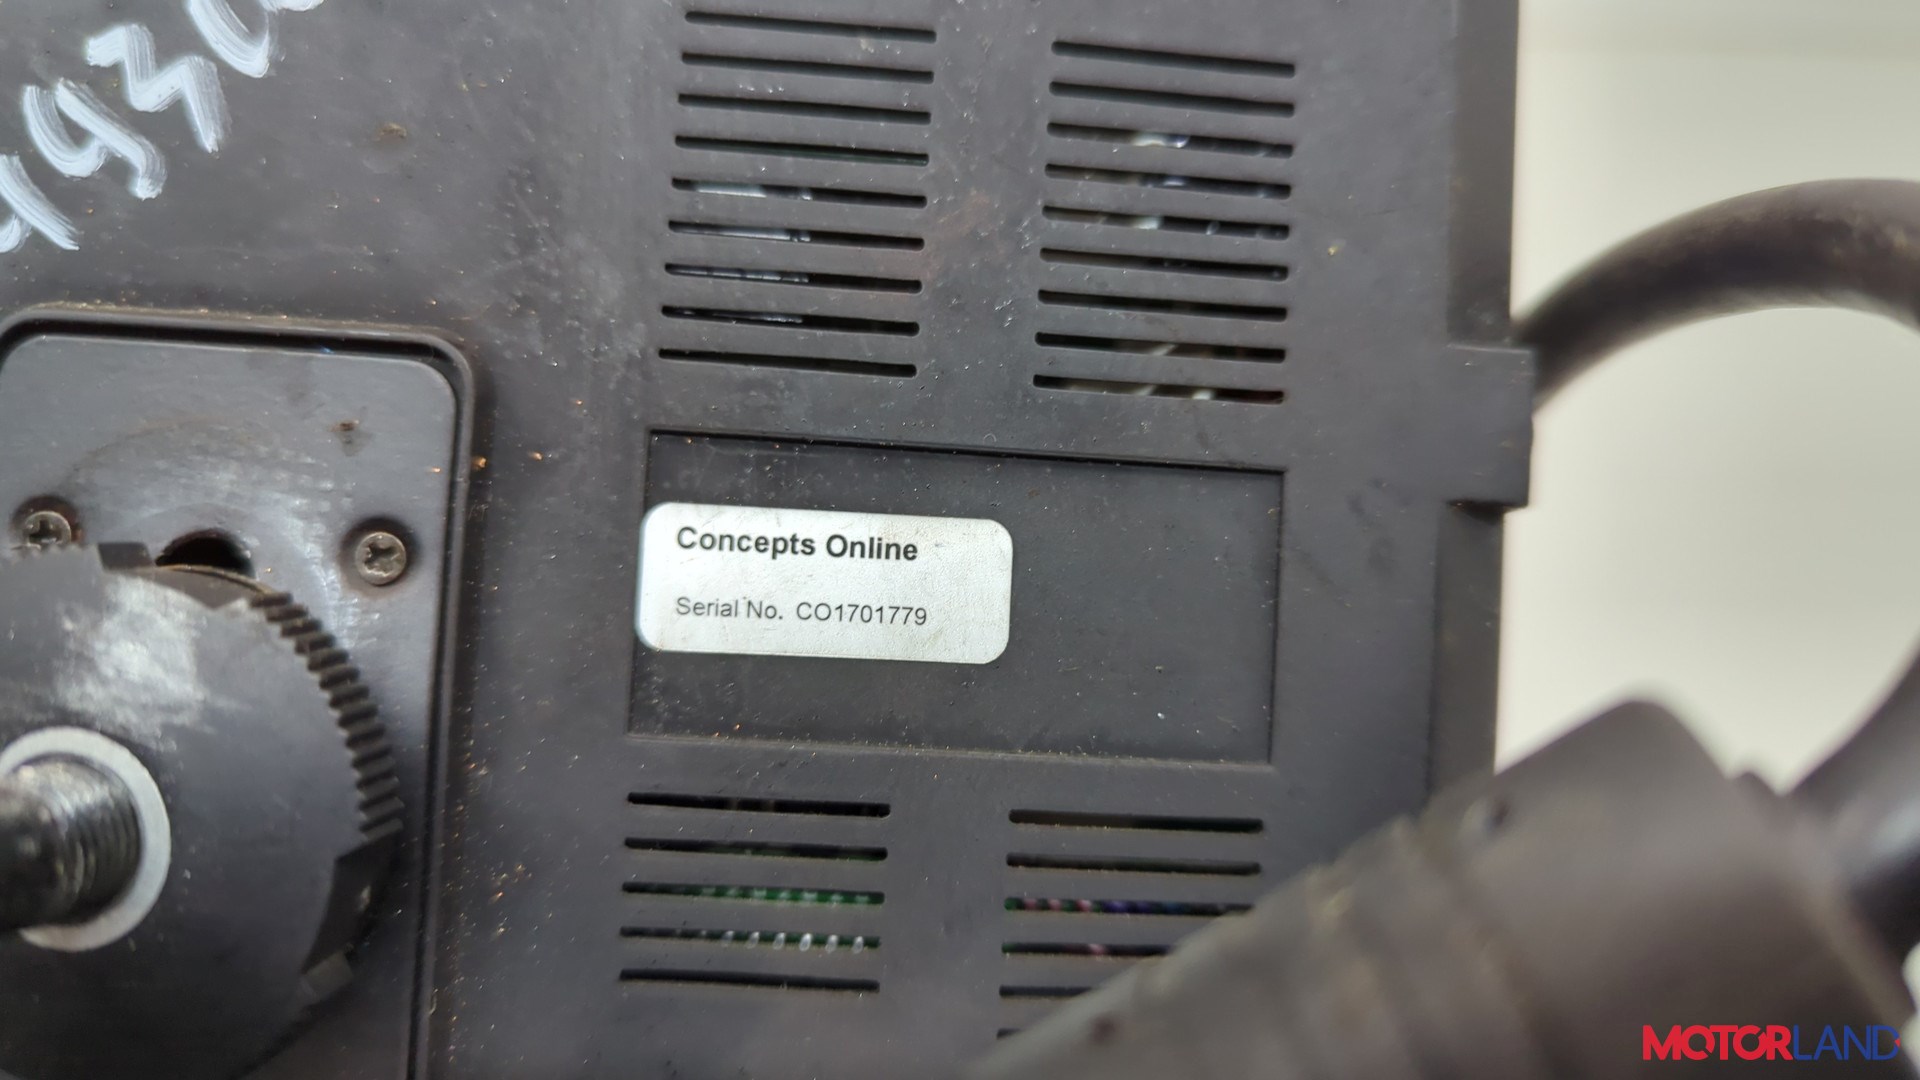 Concepts Online
Serial No. CO1701779
MOTORLAND